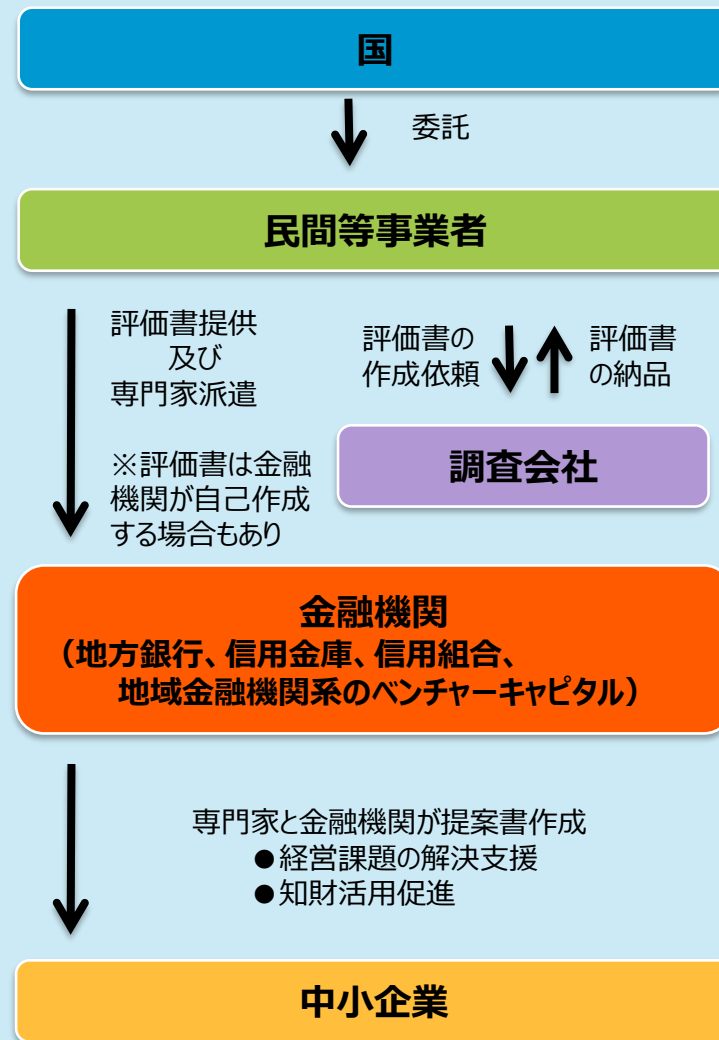 国
委託
民間等事業者
評価書提供
及び
専門家派遣
※評価書は金融
機関が自己作成
する場合もあり
評価書の
作成依頼
評価書
の納品
調査会社
金融機関
（地方銀行、信用金庫、信用組合、
地域金融機関系のベンチャーキャピタル）
専門家と金融機関が提案書作成
●経営課題の解決支援
●知財活用促進
中小企業